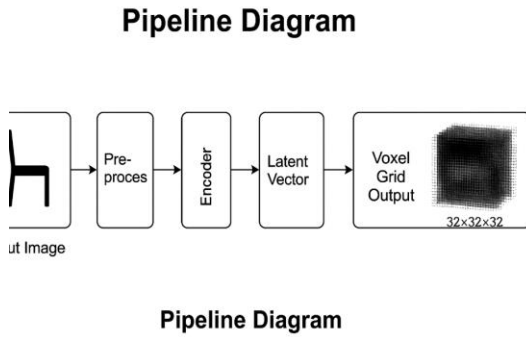 Pipeline Diagram
Pre-
proces
Encoder
Latent
Vector
Voxel
Grid
Output
32×32×32
ut Image
Pipeline Diagram